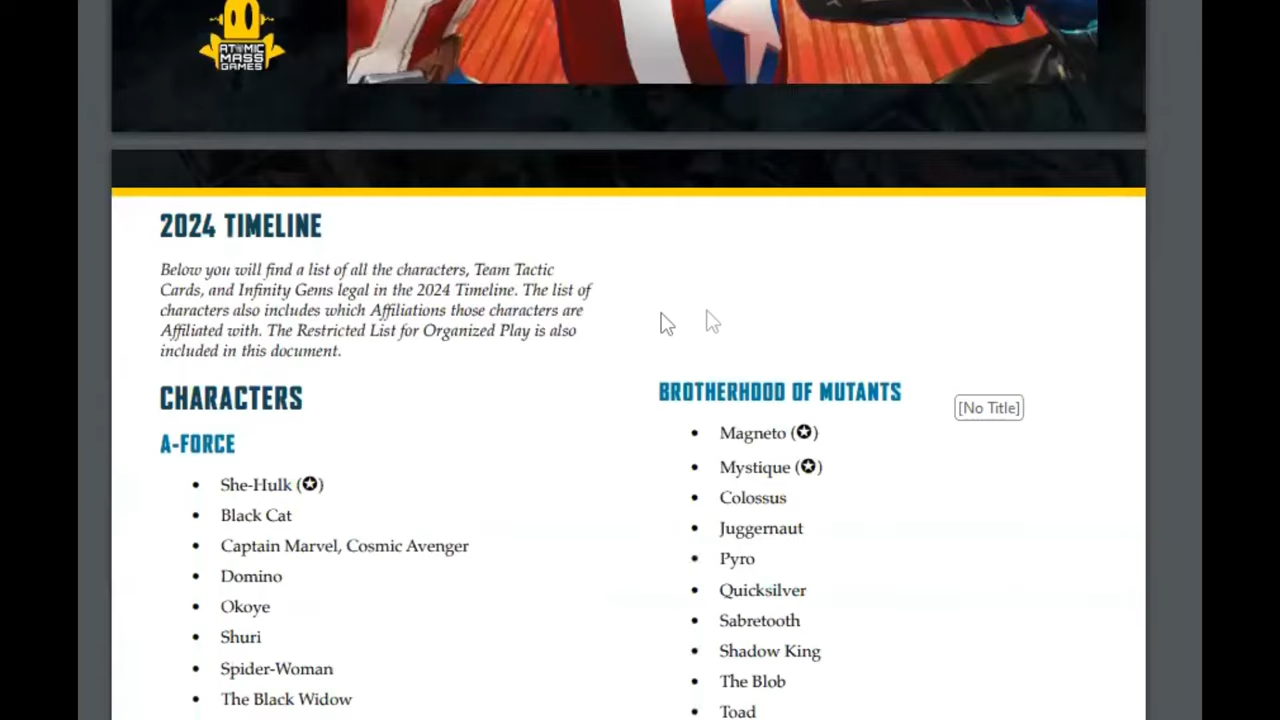 ATOMIC
MASS
GAMES
2024 TIMELINE
Below you will find a list of all the characters, Team Tactic
Cards, and Infinity Gems legal in the 2024 Timeline. The list of
characters also includes which Affiliations those characters are
Affiliated with. The Restricted List for Organized Play is also
included in this document.
CHARACTERS
A-FORCE
• She-Hulk (✪)
• Black Cat
• Captain Marvel, Cosmic Avenger
• Domino
• Okoye
• Shuri
• Spider-Woman
• The Black Widow
BROTHERHOOD OF MUTANTS
[No Title]
• Magneto (✪)
• Mystique (✪)
• Colossus
• Juggernaut
• Pyro
• Quicksilver
• Sabretooth
• Shadow King
• The Blob
• Toad